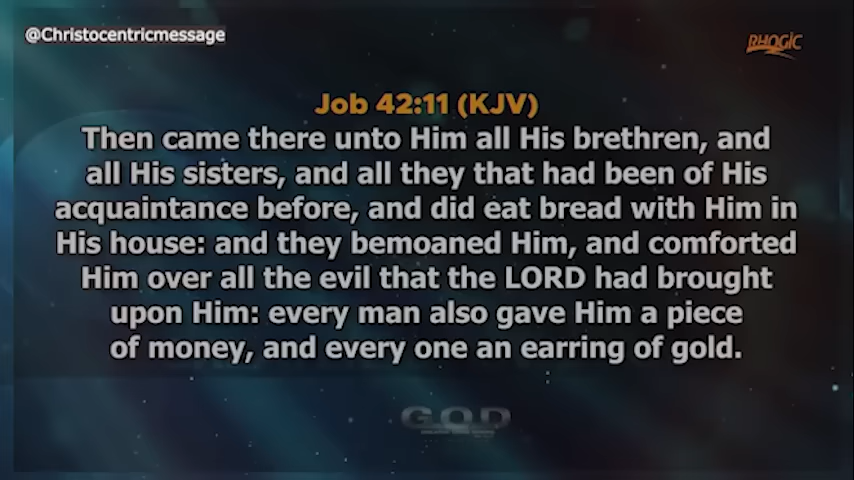 @Christocentricmessage
RHOGIC
Job 42:11 (KJV)
Then came there unto Him all His brethren, and
all His sisters, and all they that had been of His
acquaintance before, and did eat bread with Him in
His house: and they bemoaned Him, and comforted
Him over all the evil that the LORD had brought
upon Him: every man also gave Him a piece
of money, and every one an earring of gold.
G.O.D